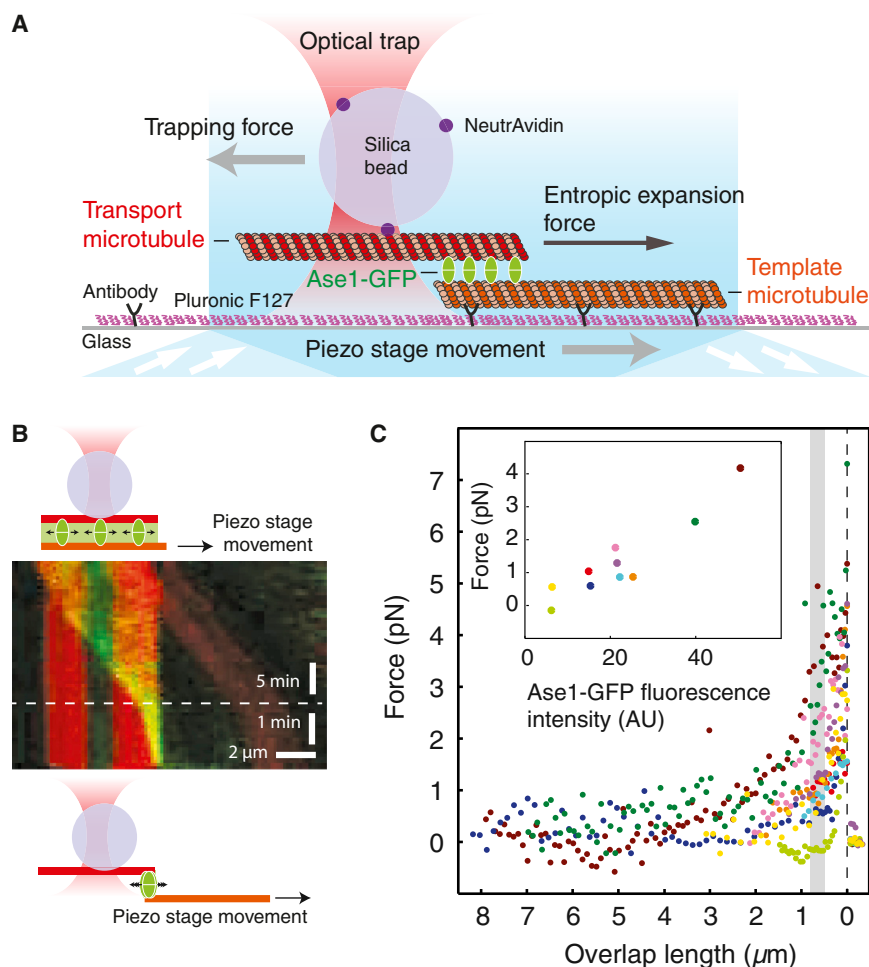 A
Optical trap
Trapping force
Silica
bead
NeutrAvidin
Entropic expansion
force
Transport
microtubule
Ase1-GFP
Template
microtubule
Antibody
Pluronic F127
Glass
Piezo stage movement
B
Piezo stage
movement
5 min
1 min
2 µm
Piezo stage movement
C
Force (pN)
7
6
5
4
3
2
1
0
8 7 6 5 4 3 2 1 0
Overlap length (µm)
Force (pN)
4
3
2
1
0
0 20 40
Ase1-GFP fluorescence
intensity (AU)